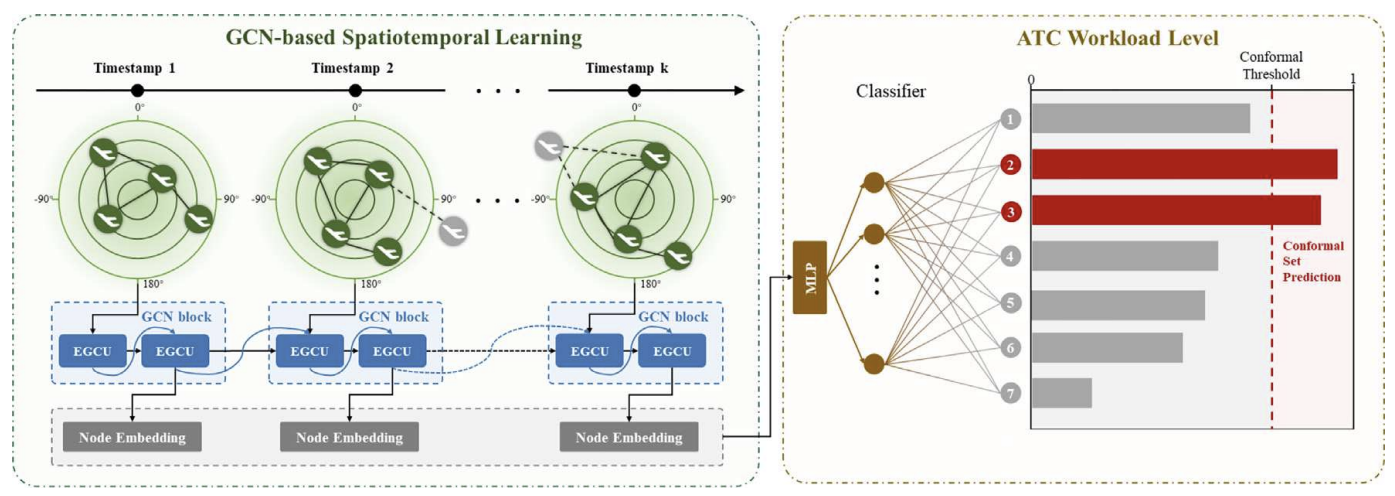 GCN-based Spatiotemporal Learning
Timestamp 1
Timestamp 2
Timestamp k
0°
0°
0°
-90°
90°
-90°
90°
-90°
90°
180°
180°
180°
GCN block
GCN block
GCN block
EGCU
EGCU
EGCU
EGCU
EGCU
EGCU
Node Embedding
Node Embedding
Node Embedding
ATC Workload Level
Classifier
MLP
Conformal
Threshold
0
1
1
2
3
4
5
6
7
Conformal
Set
Prediction